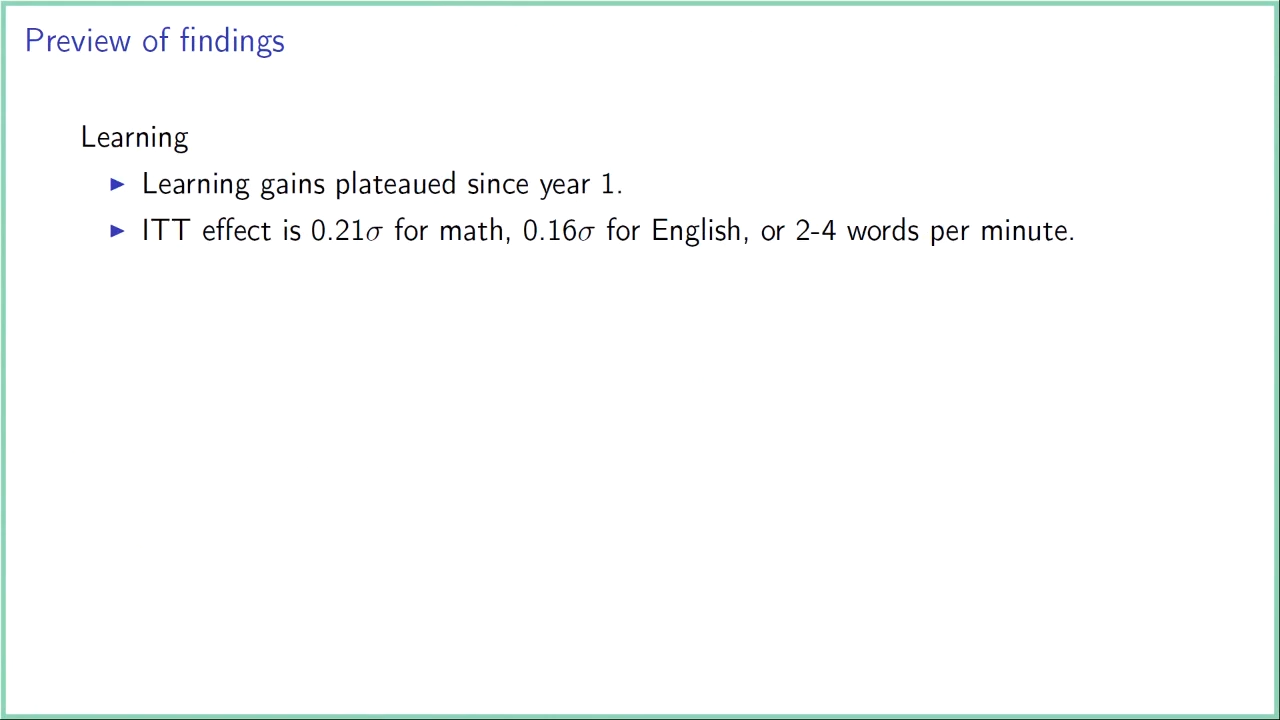 Preview of findings
Learning
▶ Learning gains plateaued since year 1.
▶ ITT effect is 0.21σ for math, 0.16σ for English, or 2-4 words per minute.